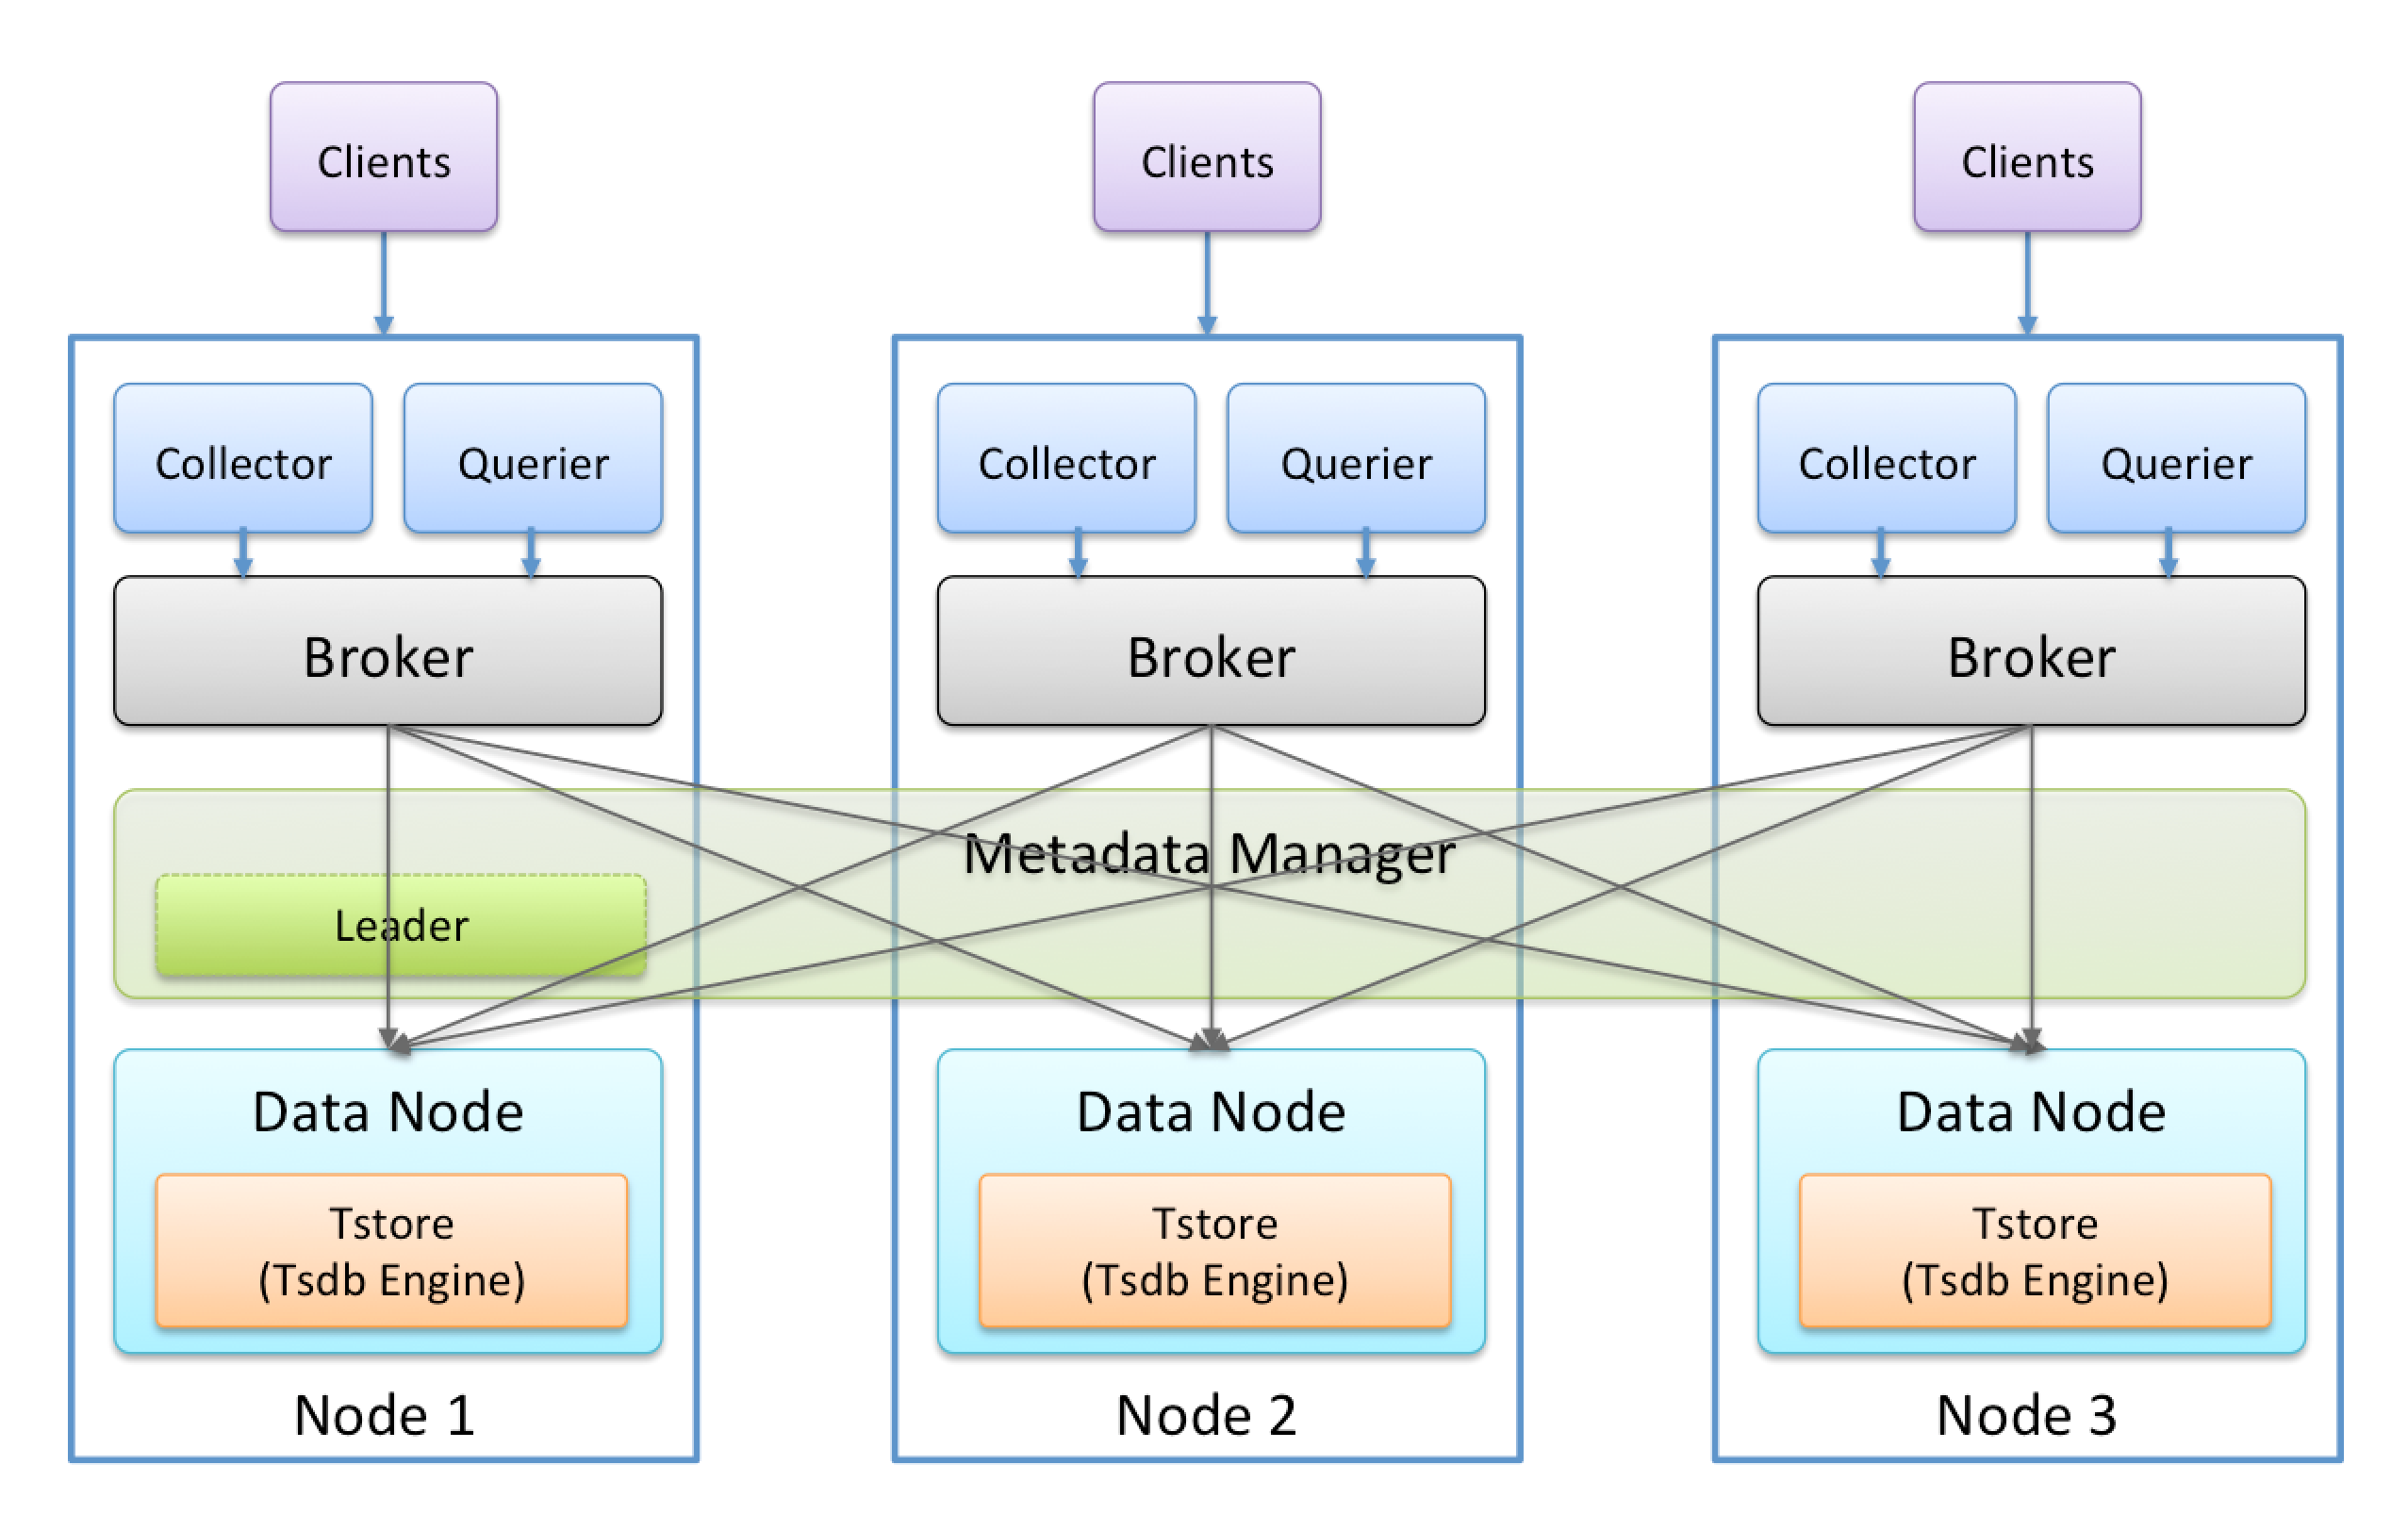 Clients
Clients
Clients
Collector
Querier
Collector
Querier
Collector
Querier
Broker
Broker
Broker
Metadata Manager
Leader
Data Node
Data Node
Data Node
Tstore
(Tsdb Engine)
Tstore
(Tsdb Engine)
Tstore
(Tsdb Engine)
Node 1
Node 2
Node 3